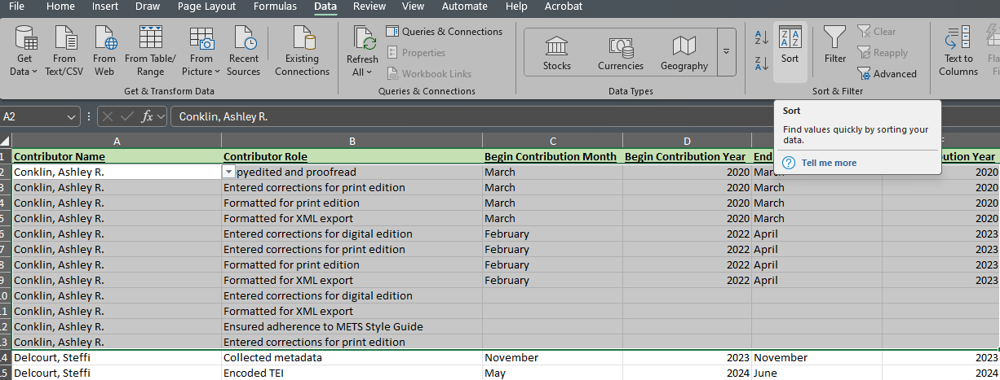 File Home Insert Draw Page Layout Formulas Data Review View Automate Help Acrobat
Get Data From Text/CSV From Web From Table/Range From Picture Recent Sources Existing Connections
Get & Transform Data
Refresh All Queries & Connections Properties Workbook Links
Queries & Connections
Stocks Currencies Geography
Data Types
Sort Filter Clear Reapply Advanced
Sort & Filter
Text to Columns
A2 fx Conklin, Ashley R.
Sort
Find values quickly by sorting your
data.
Tell me more
A B C D
1 Contributor Name Contributor Role Begin Contribution Month Begin Contribution Year End
2 Conklin, Ashley R. pyedited and proofread March 2020 March 2020
3 Conklin, Ashley R. Entered corrections for print edition March 2020 March 2020
4 Conklin, Ashley R. Formatted for print edition March 2020 March 2020
5 Conklin, Ashley R. Formatted for XML export March 2020 March 2020
6 Conklin, Ashley R. Entered corrections for digital edition February 2022 April 2023
7 Conklin, Ashley R. Entered corrections for print edition February 2022 April 2023
8 Conklin, Ashley R. Formatted for print edition February 2022 April 2023
9 Conklin, Ashley R. Formatted for XML export February 2022 April 2023
0 Conklin, Ashley R. Entered corrections for digital edition
1 Conklin, Ashley R. Formatted for XML export
2 Conklin, Ashley R. Ensured adherence to METS Style Guide
3 Conklin, Ashley R. Entered corrections for print edition
4 Delcourt, Steffi Collected metadata November 2023 November 2023
5 Delcourt, Steffi Encoded TEI May 2024 June 2024